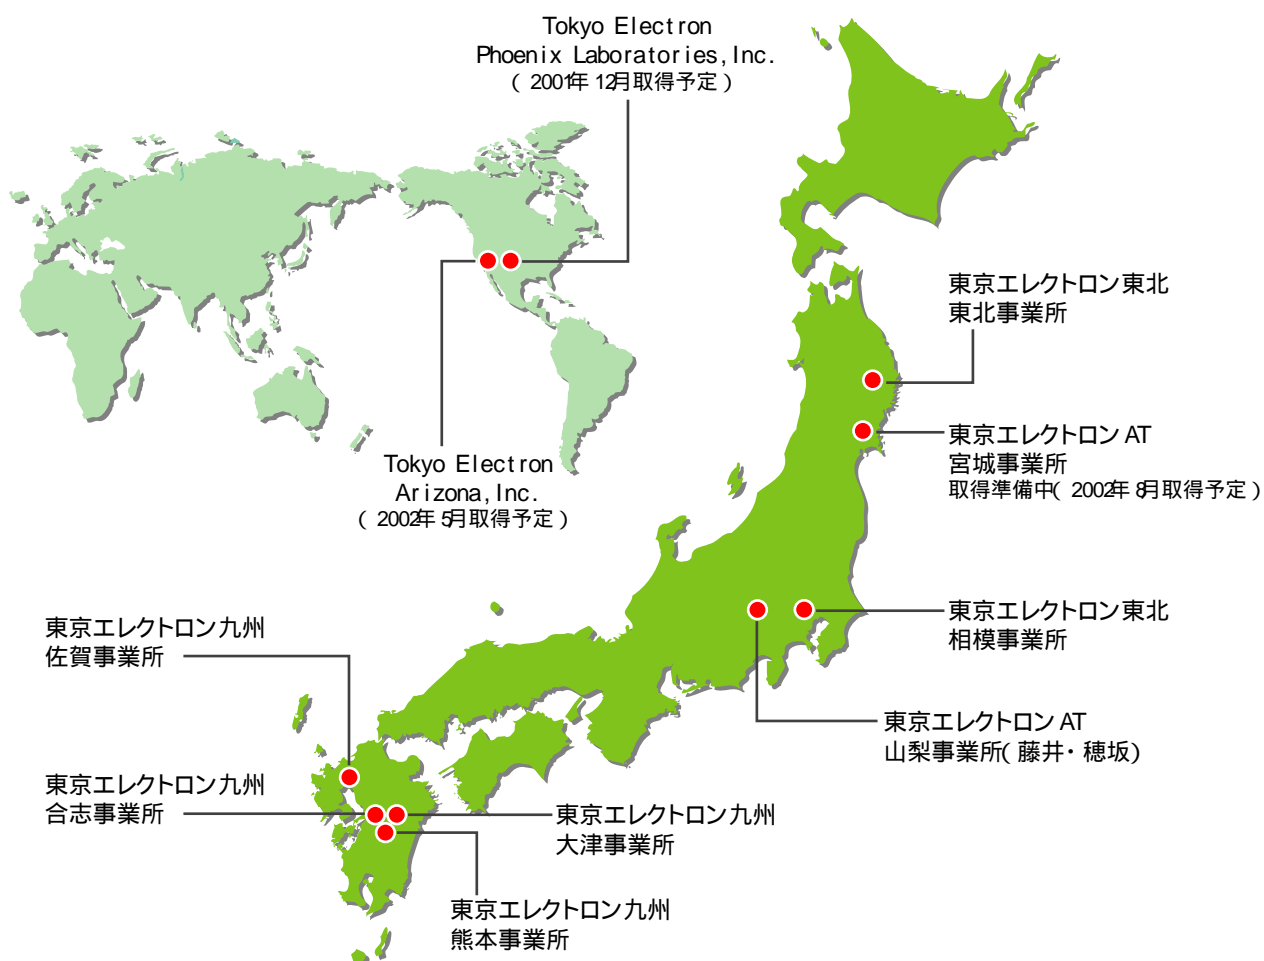 Tokyo Electron
Phoenix Laboratories, Inc.
( 2001年 12月取得予定 )
Tokyo Electron
Arizona, Inc.
( 2002年 5月取得予定 )
東京エレクトロン東北
東北事業所
東京エレクトロン AT
宮城事業所
取得準備中( 2002年 8月取得予定 )
東京エレクトロン東北
相模事業所
東京エレクトロン AT
山梨事業所( 藤井・穂坂)
東京エレクトロン九州
佐賀事業所
東京エレクトロン九州
合志事業所
東京エレクトロン九州
大津事業所
東京エレクトロン九州
熊本事業所